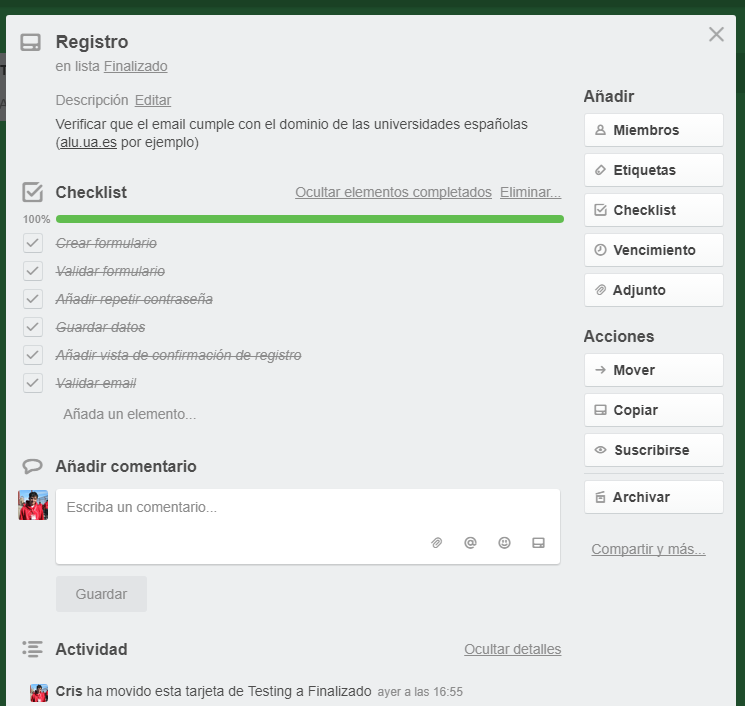 Registro
en lista Finalizado
Descripción Editar
Verificar que el email cumple con el dominio de las universidades españolas
(alu.ua.es por ejemplo)
Checklist Ocultar elementos completados Eliminar...
100%
Crear formulario
Validar formulario
Añadir repetir contraseña
Guardar datos
Añadir vista de confirmación de registro
Validar email
Añada un elemento...
Añadir comentario
Escriba un comentario...
Guardar
Actividad Ocultar detalles
Cris ha movido esta tarjeta de Testing a Finalizado ayer a las 16:55
Añadir
Miembros
Etiquetas
Checklist
Vencimiento
Adjunto
Acciones
Mover
Copiar
Suscribirse
Archivar
Compartir y más...